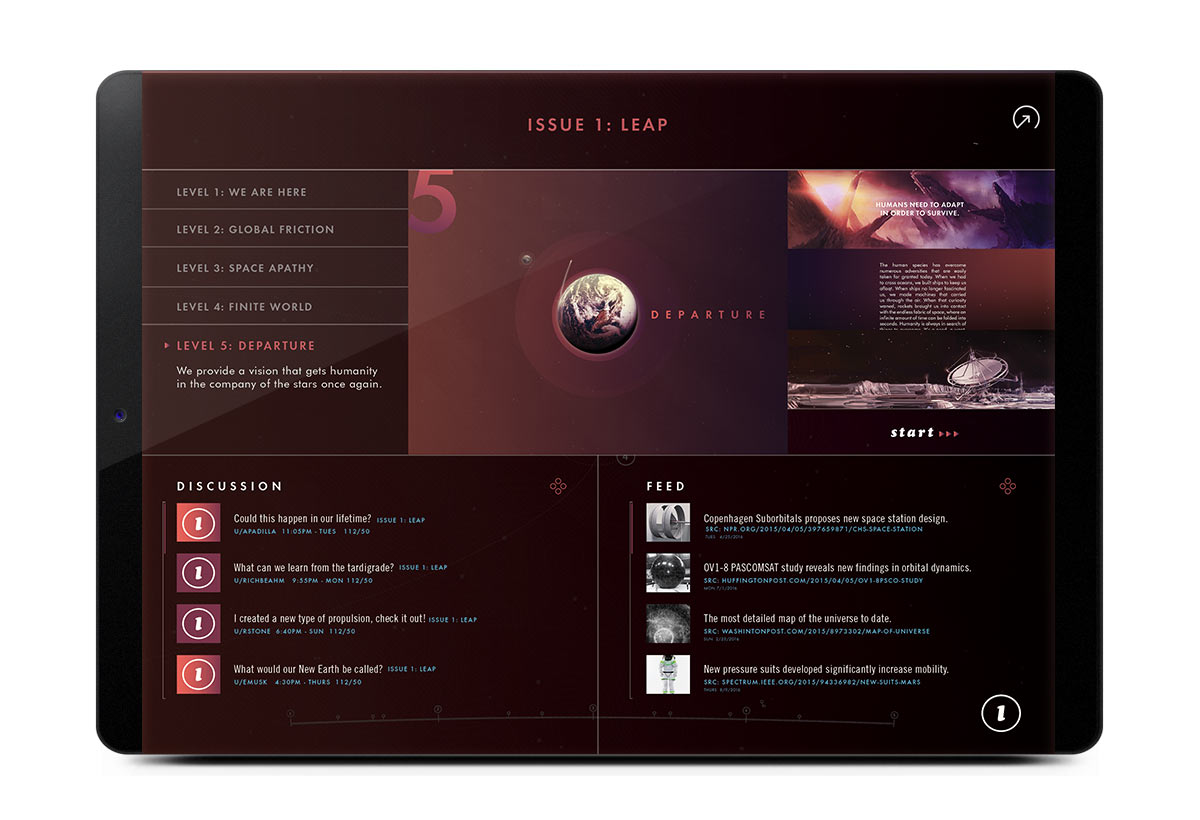 ISSUE 1: LEAP
LEVEL 1: WE ARE HERE
LEVEL 2: GLOBAL FRICTION
LEVEL 3: SPACE APATHY
LEVEL 4: FINITE WORLD
LEVEL 5: DEPARTURE
We provide a vision that gets humanity
in the company of the stars once again.
5
DEPARTURE
HUMANS NEED TO ADAPT
IN ORDER TO SURVIVE.
The human species has overcome
numerous adversities that are easily
taken for granted today. When we had
to cross oceans, we built ships to keep us
afloat. When ships no longer fascinated
us, we made machines that carried
us through the air. When that curiosity
waned, rockets brought us into contact
with the endless fabric of space, where an
infinite amount of time can be folded into
seconds. Humanity is always in search of
start
4
DISCUSSION
Could this happen in our lifetime? ISSUE 1: LEAP
U/APADILLA 11:05PM - TUES 112/50
What can we learn from the tardigrade? ISSUE 1: LEAP
U/RICHBEAHM 9:55PM - MON 112/50
I created a new type of propulsion, check it out! ISSUE 1: LEAP
U/RSTONE 6:40PM - SUN 112/50
What would our New Earth be called? ISSUE 1: LEAP
U/EMUSK 4:30PM - THURS 112/50
FEED
Copenhagen Suborbitals proposes new space station design.
SRC: NPR.ORG/2015/04/05/397659871/CHS-SPACE-STATION
TUES 4/25/2016
OV1-8 PASCOMSAT study reveals new findings in orbital dynamics.
SRC: HUFFINGTONPOST.COM/2015/04/05/OV1-8PSCO-STUDY
MON 7/1/2016
The most detailed map of the universe to date.
SRC: WASHINTONPOST.COM/2015/8973302/MAP-OF-UNIVERSE
SUN 2/20/2016
New pressure suits developed significantly increase mobility.
SRC: SPECTRUM.IEEE.ORG/2015/94336982/NEW-SUITS-MARS
THURS 8/9/2016